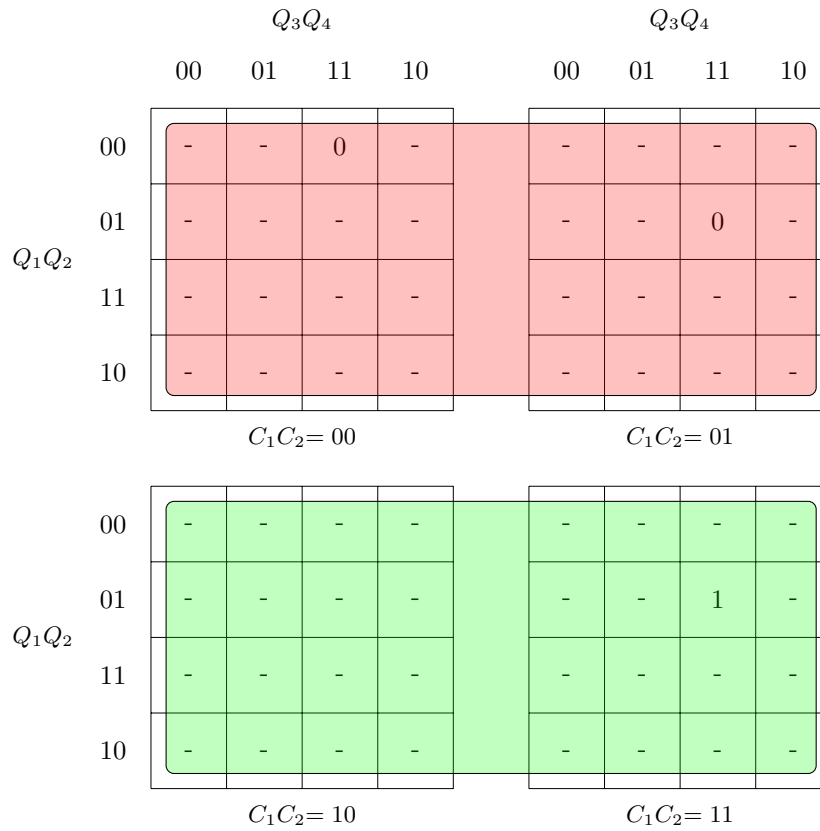 Q₃Q₄ Q₃Q₄
00 01 11 10 00 01 11 10
00 - - 0 - - - - -
01 - - - - - - 0 -
Q₁Q₂
11 - - - - - - - -
10 - - - - - - - -
C₁C₂= 00 C₁C₂= 01
00 - - - - - - - -
01 - - - - - - 1 -
Q₁Q₂
11 - - - - - - - -
10 - - - - - - - -
C₁C₂= 10 C₁C₂= 11